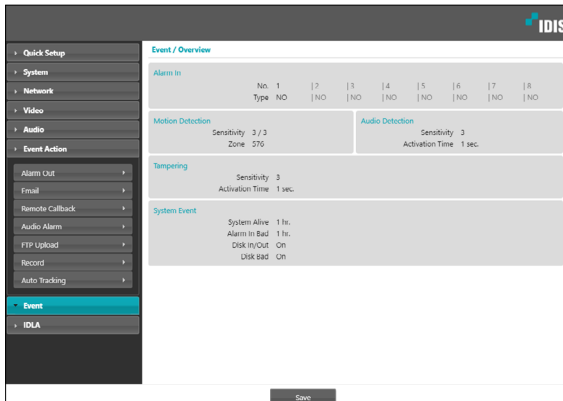 IDIS
Quick Setup
System
Network
Video
Audio
Event Action
Alarm Out
Email
Remote Callback
Audio Alarm
FTP Upload
Record
Auto Tracking
Event
IDLA
Event / Overview
Alarm In
No. 1 | 2 | 3 | 4 | 5 | 6 | 7 | 8
Type NO | NO | NO | NO | NO | NO | NO | NO
Motion Detection
Sensitivity 3 / 3
Zone 576
Audio Detection
Sensitivity 3
Activation Time 1 sec.
Tampering
Sensitivity 3
Activation Time 1 sec.
System Event
System Alive 1 hr.
Alarm In Bad 1 hr.
Disk In/Out On
Disk Bad On
Save